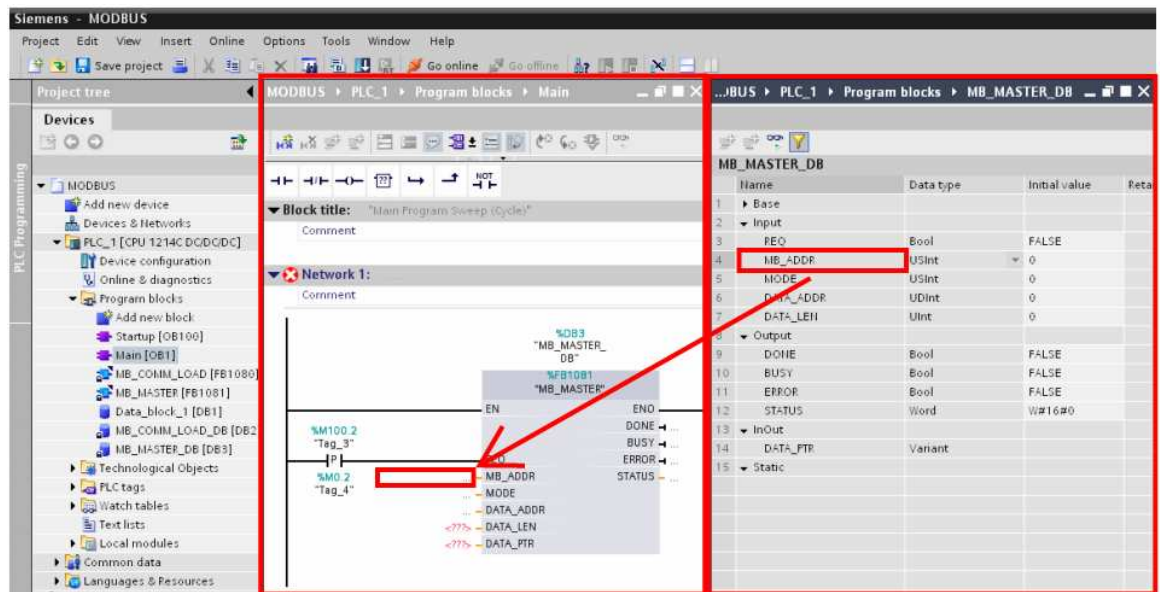 Siemens - MODBUS
Project Edit View Insert Online Options Tools Window Help
Save project Go online Go offline
Project tree
Devices
PLC Programming
MODBUS
Add new device
Devices & Networks
PLC_1 [CPU 1214C DC/DC/DC]
Device configuration
Online & diagnostics
Program blocks
Add new block
Startup [OB100]
Main [OB1]
MB_COMM_LOAD [FB1080]
MB_MASTER [FB1081]
Data_block_1 [DB1]
MB_COMM_LOAD_DB [DB2
MB_MASTER_DB [DB3]
Technological Objects
PLC tags
Watch tables
Text lists
Local modules
Common data
Languages & Resources
MODBUS PLC_1 Program blocks Main
NOT
Block title: "Main Program Sweep (Cycle)"
Comment
Network 1:
Comment
%DB3
"MB_MASTER_
DB"
%FB1081
"MB_MASTER"
EN ENO
%M100.2
"Tag_3"
P
%M0.2
"Tag_4"
DONE ...
BUSY ...
ERROR ...
... MB_ADDR STATUS ...
... MODE
... DATA_ADDR
<???> DATA_LEN
<???> DATA_PTR
...BUS PLC_1 Program blocks MB_MASTER_DB
MB_MASTER_DB
Name Data type Initial value Reta
1 Base
2 Input
3 REQ Bool FALSE
4 MB_ADDR USInt 0
5 MODE USInt 0
6 DATA_ADDR UDInt 0
7 DATA_LEN UInt 0
8 Output
9 DONE Bool FALSE
10 BUSY Bool FALSE
11 ERROR Bool FALSE
12 STATUS Word W#16#0
13 InOut
14 DATA_PTR Variant
15 Static